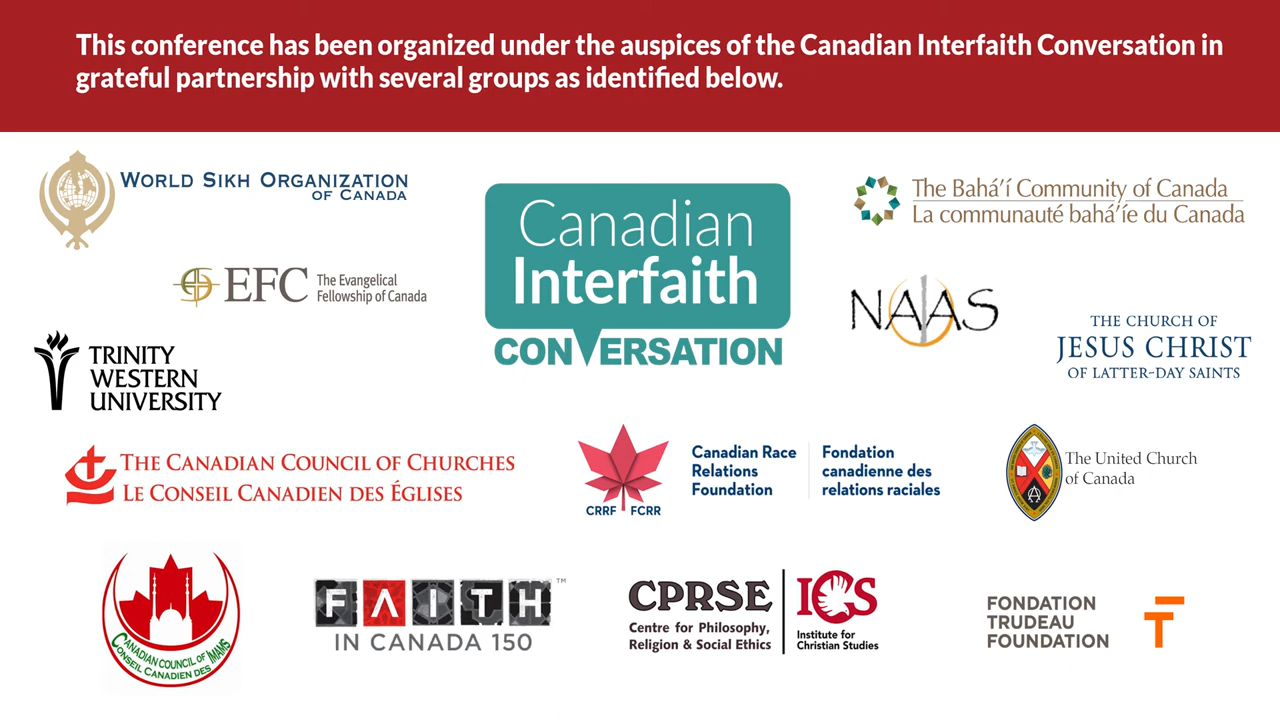 This conference has been organized under the auspices of the Canadian Interfaith Conversation in
grateful partnership with several groups as identified below.
WORLD SIKH ORGANIZATION
OF CANADA
Canadian
Interfaith
CONVERSATION
The Bahá'í Community of Canada
La communauté bahá'íe du Canada
EFC
The Evangelical
Fellowship of Canada
NAAS
THE CHURCH OF
JESUS CHRIST
OF LATTER-DAY SAINTS
TRINITY
WESTERN
UNIVERSITY
THE CANADIAN COUNCIL OF CHURCHES
LE CONSEIL CANADIEN DES ÉGLISES
CRRF FCRR
Canadian Race
Relations
Foundation
Fondation
canadienne des
relations raciales
The United Church
of Canada
CANADIAN COUNCIL OF IMAMS
CONSEIL CANADIEN DES
FAITH™
IN CANADA 150
CPRSE
Centre for Philosophy,
Religion & Social Ethics
ICS
Institute for
Christian Studies
FONDATION
TRUDEAU
FOUNDATION